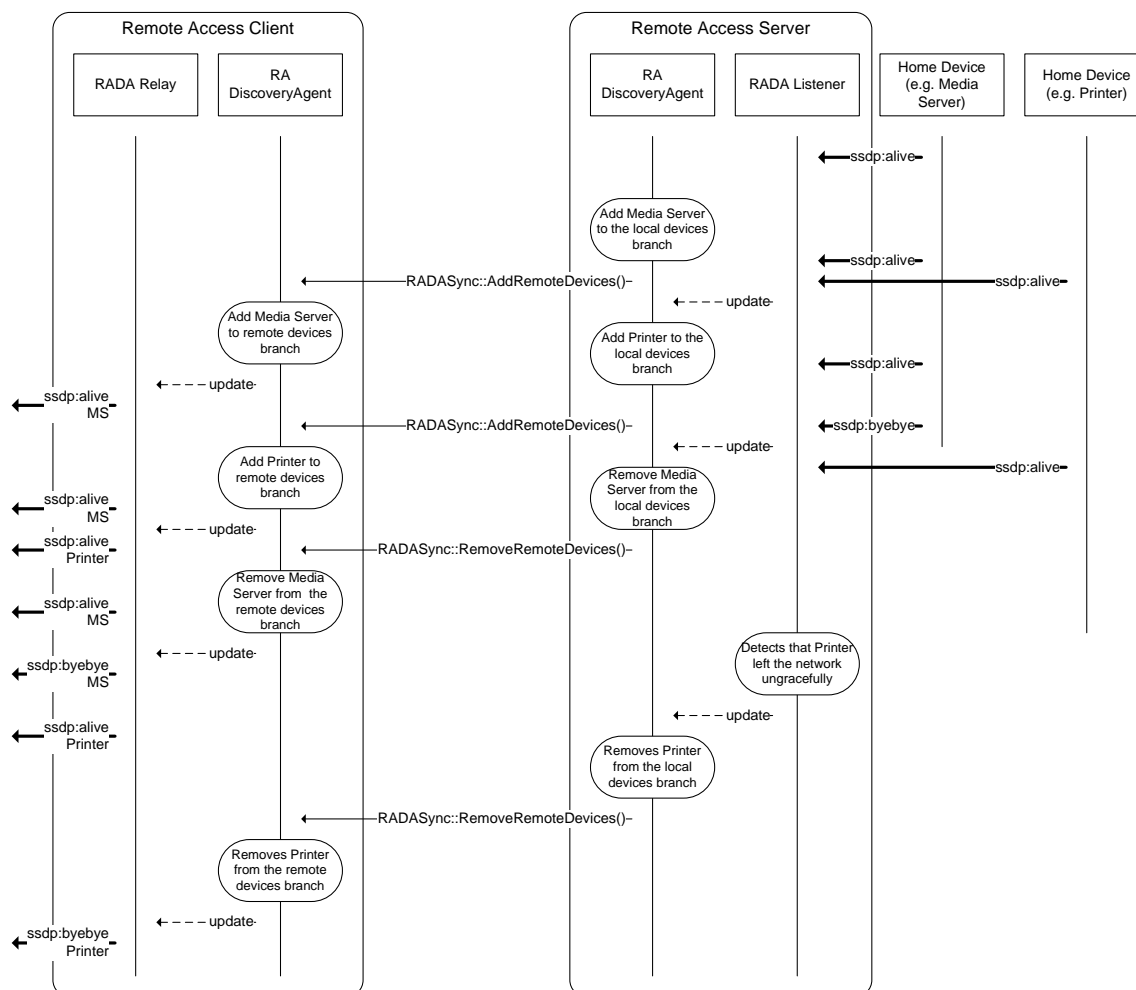 Remote Access Client
Remote Access Server
RADA Relay
RA
DiscoveryAgent
RA
DiscoveryAgent
RADA Listener
Home Device
(e.g. Media
Server)
Home Device
(e.g. Printer)
ssdp:alive
Add Media Server
to the local devices
branch
ssdp:alive
RADASync::AddRemoteDevices()
ssdp:alive
update
Add Media Server
to remote devices
branch
Add Printer to the
local devices
branch
ssdp:alive
update
ssdp:alive
MS
RADASync::AddRemoteDevices()
ssdp:byebye
update
Add Printer to
remote devices
branch
ssdp:alive
Remove Media
Server from the
local devices
branch
ssdp:alive
MS
update
ssdp:alive
Printer
RADASync::RemoveRemoteDevices()
Remove Media
Server from the
remote devices
branch
ssdp:alive
MS
update
Detects that Printer
left the network
ungracefully
ssdp:byebye
MS
update
ssdp:alive
Printer
Removes Printer
from the local
devices branch
RADASync::RemoveRemoteDevices()
Removes Printer
from the remote
devices branch
update
ssdp:byebye
Printer